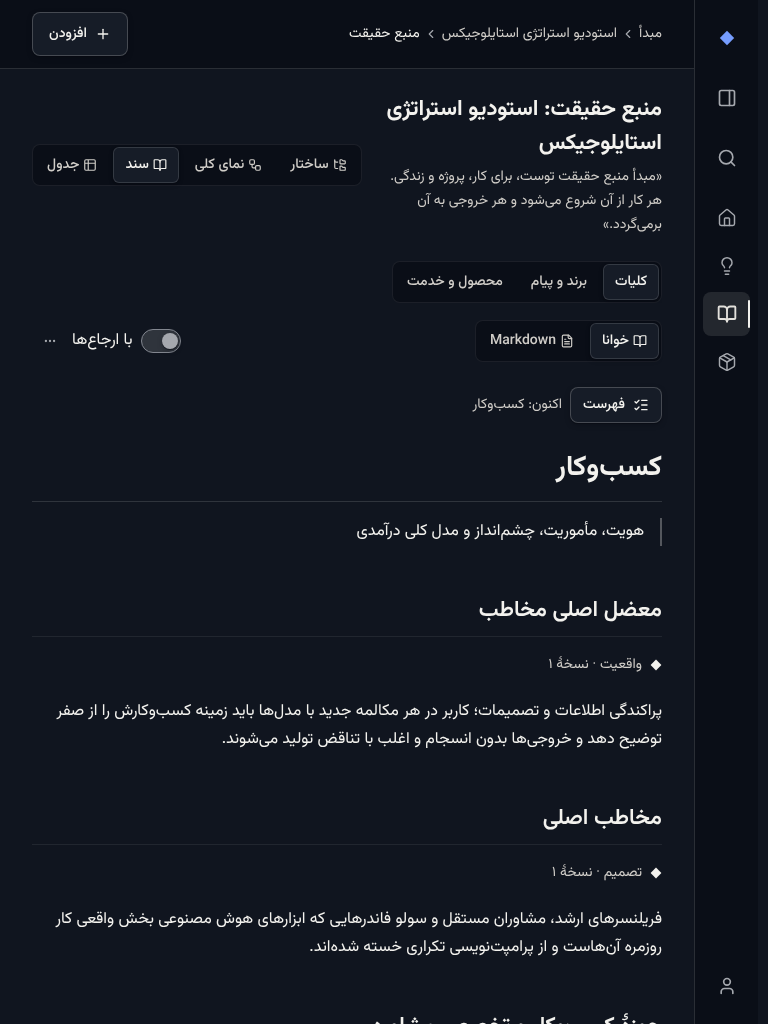 مبدأ › استودیو استراتژی استایلوجیکس › منبع حقیقت
افزودن
منبع حقیقت: استودیو استراتژی
استایلوجیکس
«مبدأ منبع حقیقت توست، برای کار، پروژه و زندگی.
هر کار از آن شروع می‌شود و هر خروجی به آن
برمی‌گردد.»
ساختار
نمای کلی
سند
جدول
کلیات
برند و پیام
محصول و خدمت
خوانا
Markdown
با ارجاع‌ها
فهرست
اکنون: کسب‌وکار
کسب‌وکار
هویت، مأموریت، چشم‌انداز و مدل کلی درآمدی
معضل اصلی مخاطب
واقعیت · نسخهٔ ۱
پراکندگی اطلاعات و تصمیمات؛ کاربر در هر مکالمه جدید با مدل‌ها باید زمینه کسب‌وکارش را از صفر
توضیح دهد و خروجی‌ها بدون انسجام و اغلب با تناقض تولید می‌شوند.
مخاطب اصلی
تصمیم · نسخهٔ ۱
فریلنسرهای ارشد، مشاوران مستقل و سولو فاندرهایی که ابزارهای هوش مصنوعی بخش واقعی کار
روزمره آن‌هاست و از پرامپت‌نویسی تکراری خسته شده‌اند.